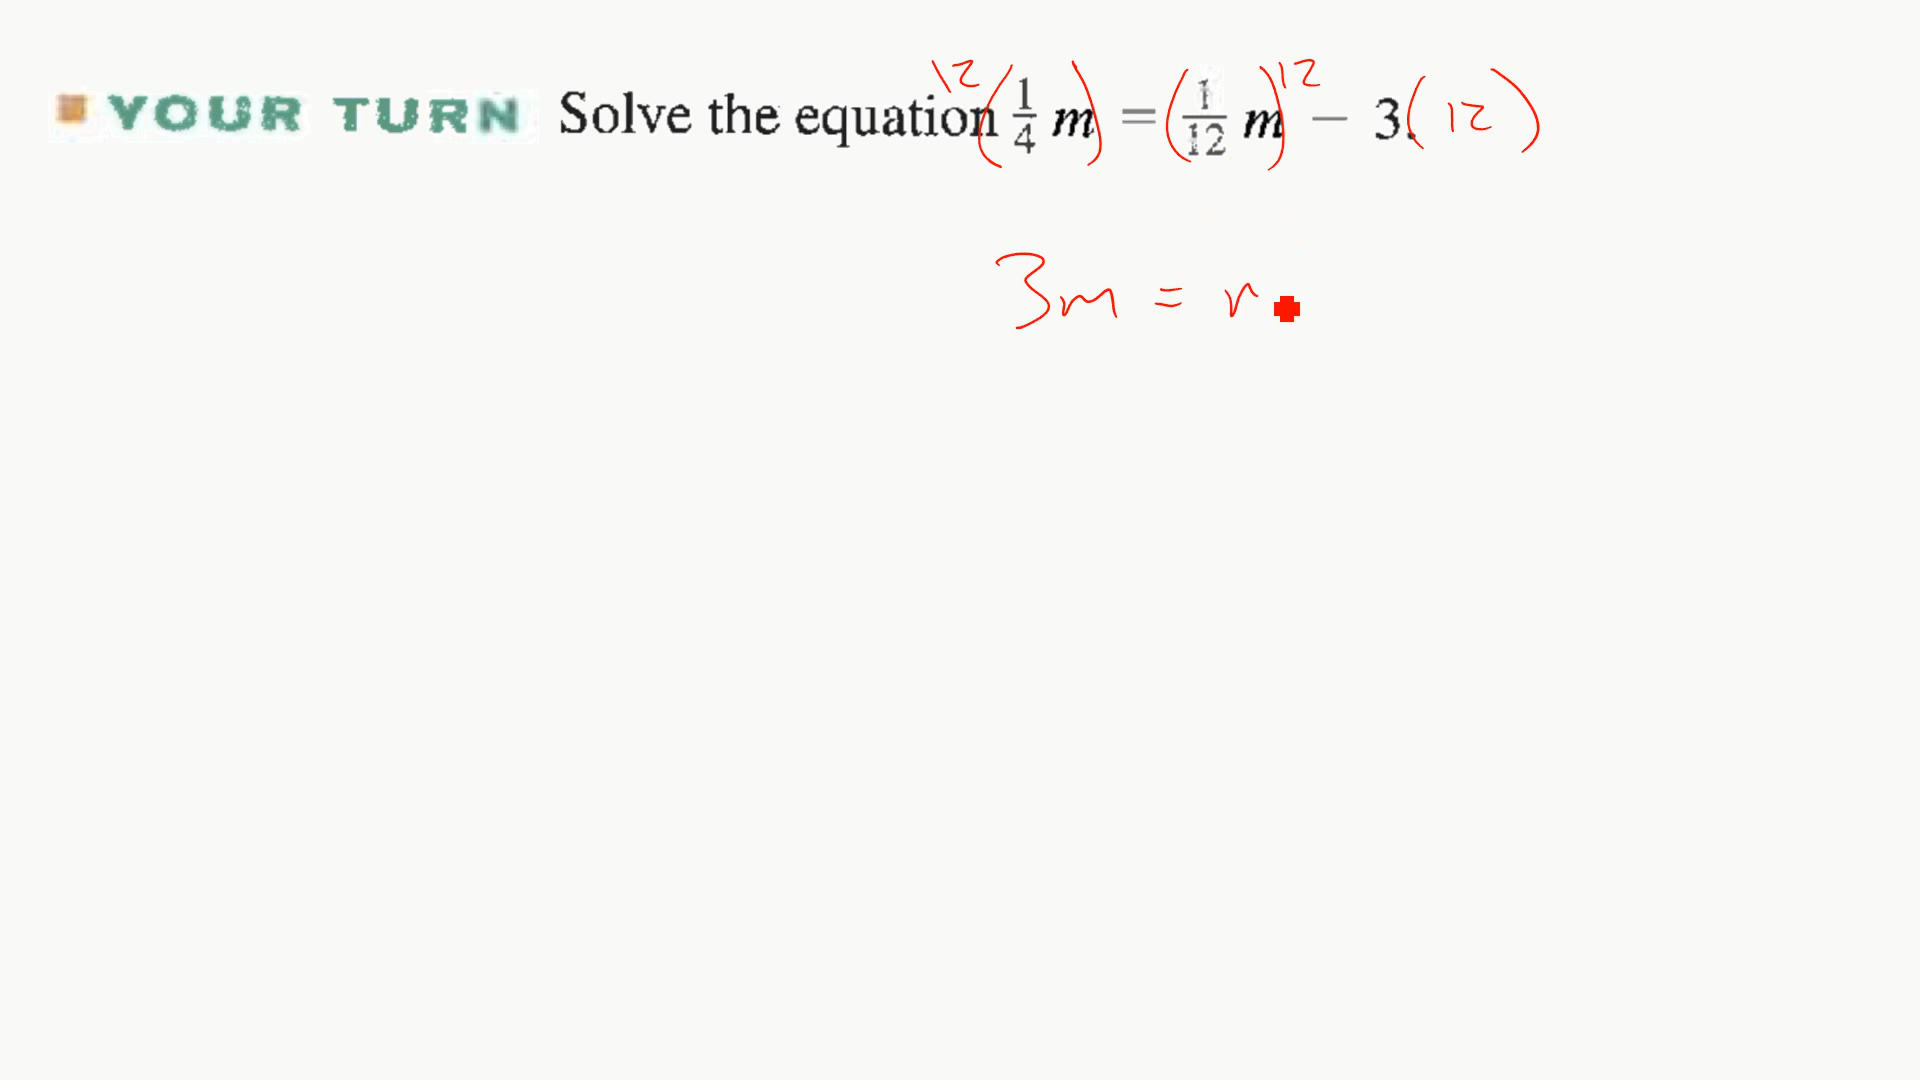 YOUR TURN Solve the equation 12(1/4 m) = (1/12 m)12 − 3.(12)
3m =